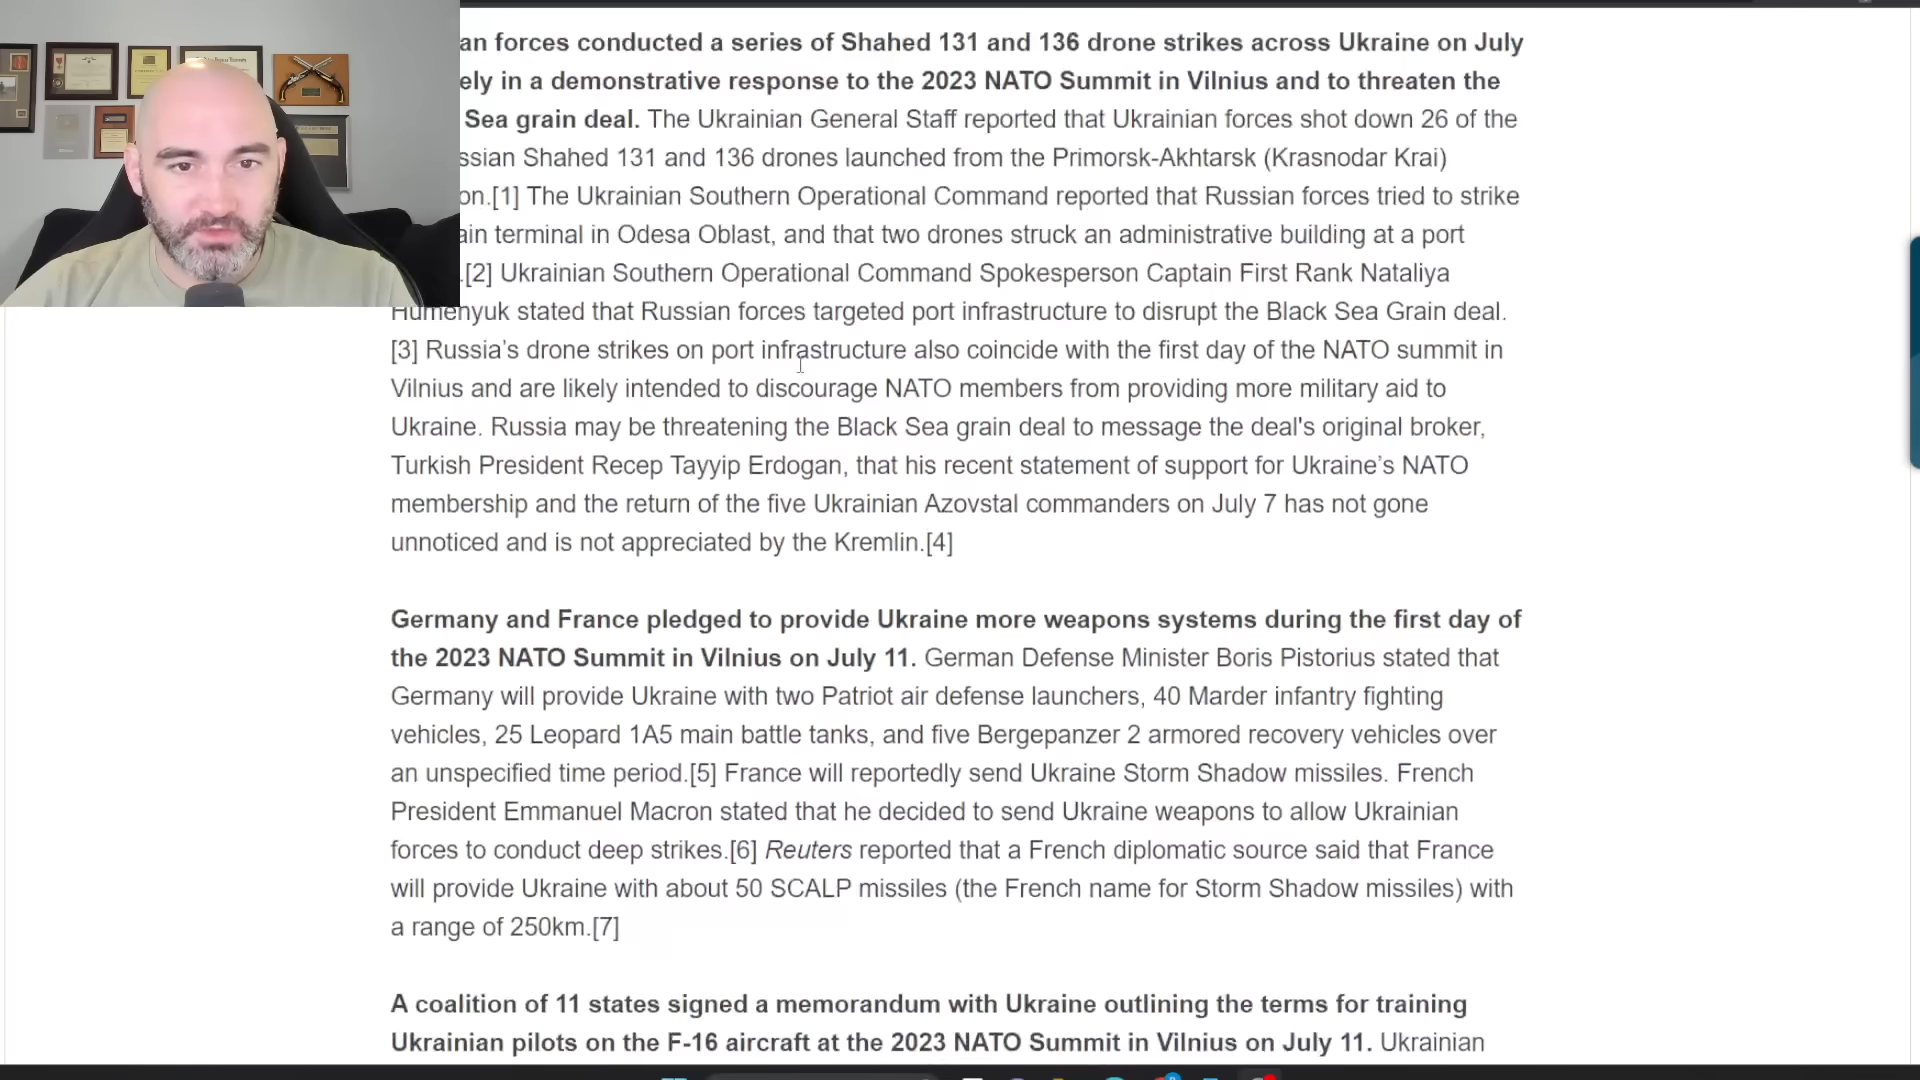 an forces conducted a series of Shahed 131 and 136 drone strikes across Ukraine on July
ely in a demonstrative response to the 2023 NATO Summit in Vilnius and to threaten the
Sea grain deal. The Ukrainian General Staff reported that Ukrainian forces shot down 26 of the
ssian Shahed 131 and 136 drones launched from the Primorsk-Akhtarsk (Krasnodar Krai)
on.[1] The Ukrainian Southern Operational Command reported that Russian forces tried to strike
ain terminal in Odesa Oblast, and that two drones struck an administrative building at a port
.[2] Ukrainian Southern Operational Command Spokesperson Captain First Rank Nataliya
Humenyuk stated that Russian forces targeted port infrastructure to disrupt the Black Sea Grain deal.
[3] Russia’s drone strikes on port infrastructure also coincide with the first day of the NATO summit in
Vilnius and are likely intended to discourage NATO members from providing more military aid to
Ukraine. Russia may be threatening the Black Sea grain deal to message the deal's original broker,
Turkish President Recep Tayyip Erdogan, that his recent statement of support for Ukraine’s NATO
membership and the return of the five Ukrainian Azovstal commanders on July 7 has not gone
unnoticed and is not appreciated by the Kremlin.[4]
Germany and France pledged to provide Ukraine more weapons systems during the first day of
the 2023 NATO Summit in Vilnius on July 11. German Defense Minister Boris Pistorius stated that
Germany will provide Ukraine with two Patriot air defense launchers, 40 Marder infantry fighting
vehicles, 25 Leopard 1A5 main battle tanks, and five Bergepanzer 2 armored recovery vehicles over
an unspecified time period.[5] France will reportedly send Ukraine Storm Shadow missiles. French
President Emmanuel Macron stated that he decided to send Ukraine weapons to allow Ukrainian
forces to conduct deep strikes.[6] Reuters reported that a French diplomatic source said that France
will provide Ukraine with about 50 SCALP missiles (the French name for Storm Shadow missiles) with
a range of 250km.[7]
A coalition of 11 states signed a memorandum with Ukraine outlining the terms for training
Ukrainian pilots on the F-16 aircraft at the 2023 NATO Summit in Vilnius on July 11. Ukrainian